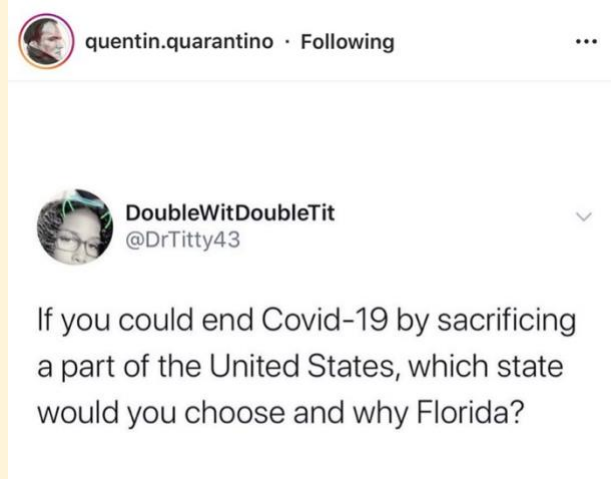 quentin.quarantino · Following
DoubleWitDoubleTit
@DrTitty43
If you could end Covid-19 by sacrificing
a part of the United States, which state
would you choose and why Florida?